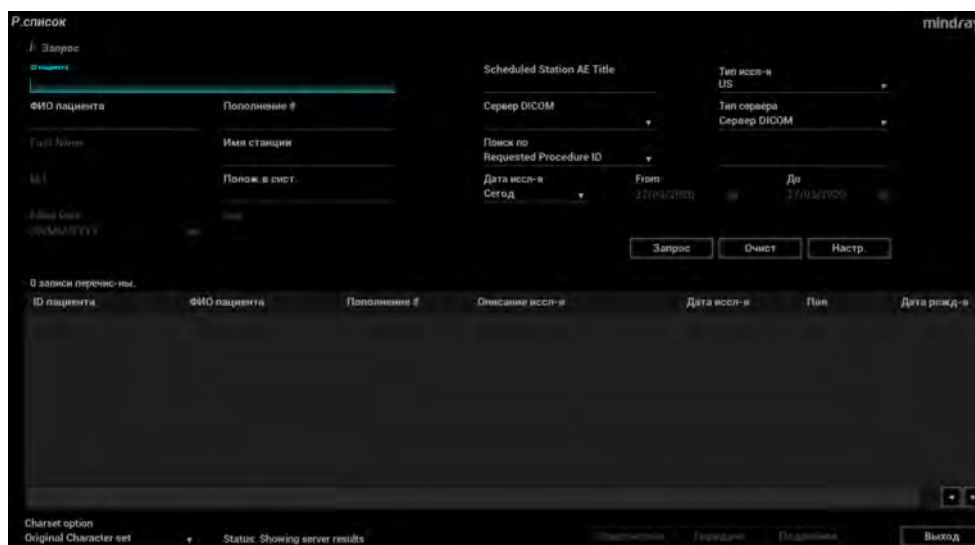 Р.список
mindray
Запрос
ID пациента
Scheduled Station AE Title
Тип иссл-я
US
ФИО пациента
Пополнение #
Сервер DICOM
Тип сервера
Сервер DICOM
Имя станции
Поиск по
Requested Procedure ID
M.I
Полож.в сист.
Дата иссл-я
Сегод
From
До
Запрос
Очист
Настр.
0 записи перечис-ны.
ID пациента
ФИО пациента
Пополнение #
Описание иссл-я
Дата иссл-я
Пол
Дата рожд-я
Charset option
Original Character set
Status: Showing server results
Передача
Выход